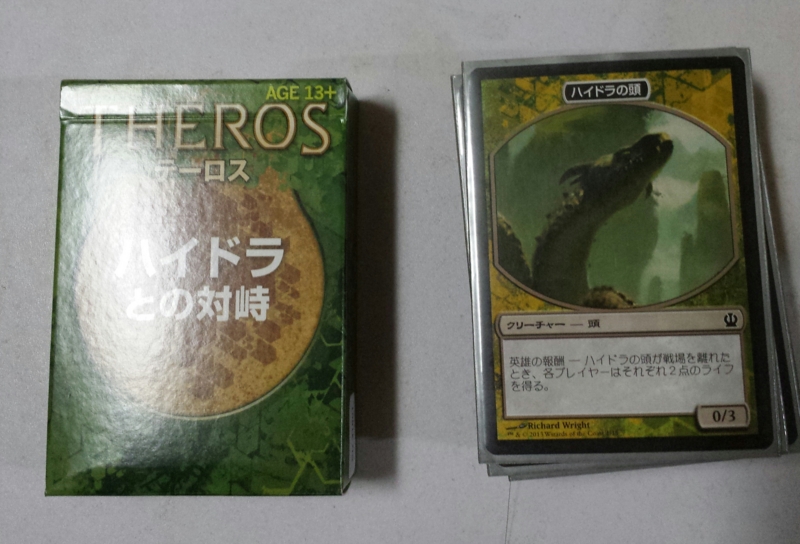 AGE 13+
THEROS
テーロス
ハイドラ
との対峙
ハイドラの頭
クリーチャー — 頭
英雄の報酬 — ハイドラの頭が戦場を離れた
とき、各プレイヤーはそれぞれ2点のライフ
を得る。
0/3
Richard Wright